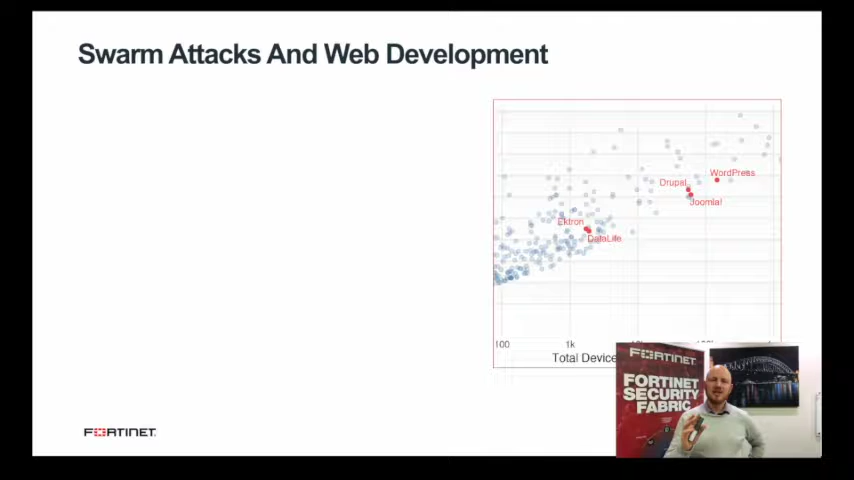 Swarm Attacks And Web Development
WordPress
Drupal
Joomla!
Ektron
DataLife
100
1k
Total Device
FORTINET
FORTINET
SECURITY
FABRIC
FORTINET